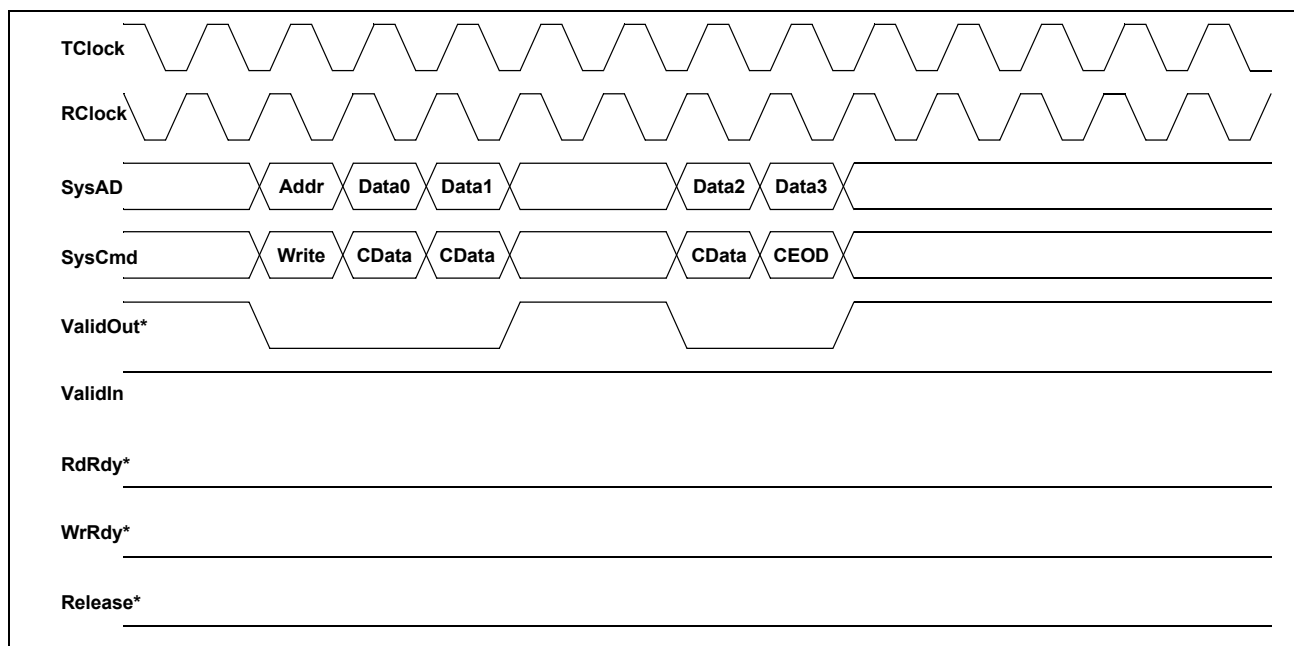 TClock
RClock
SysAD Addr Data0 Data1 Data2 Data3
SysCmd Write CData CData CData CEOD
ValidOut*
ValidIn
RdRdy*
WrRdy*
Release*